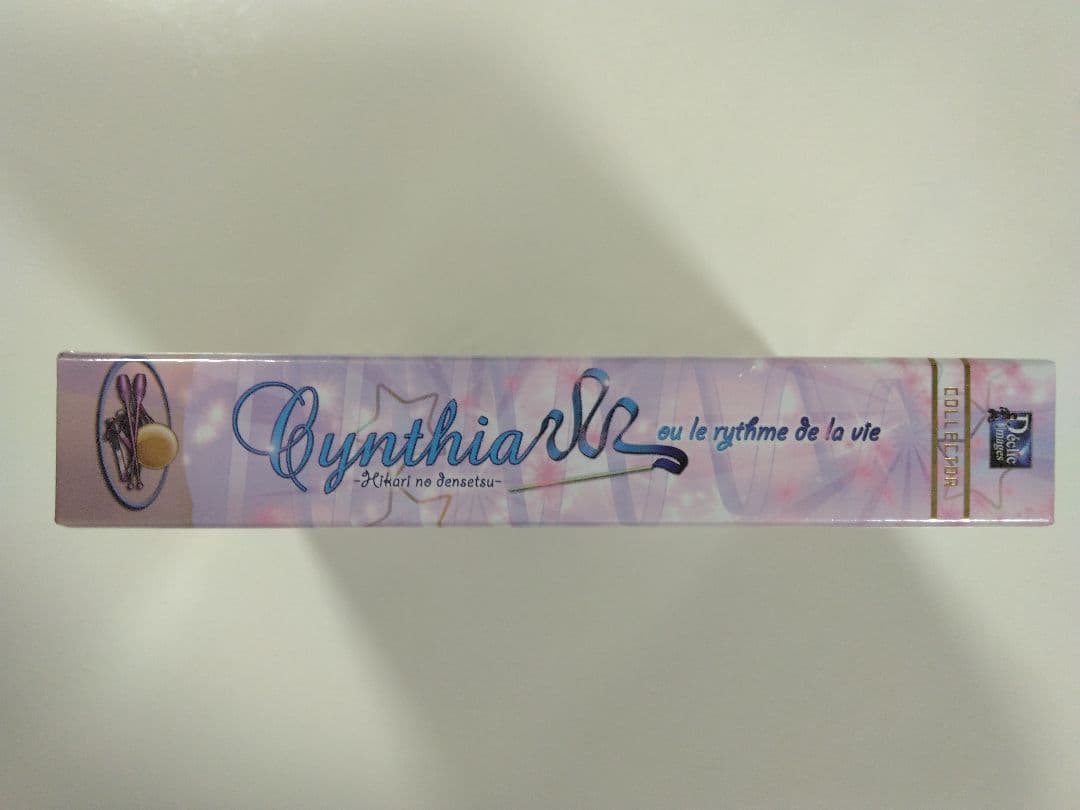 Cynthia
ou le rythme de la vie
~Hikari no densetsu~
COLLECTOR
Déclic
Images